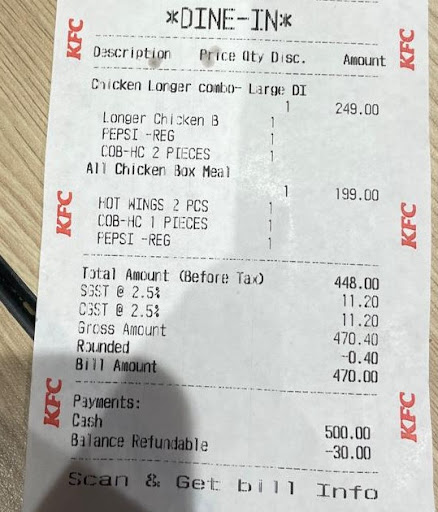 *DINE-IN*
KFC KFC
Description Price Qty Disc. Amount
Chicken Longer combo- Large DI
1 249.00
Longer Chicken B 1
PEPSI -REG 1
COB-HC 2 PIECES 1
All Chicken Box Meal
1 199.00
KFC KFC
HOT WINGS 2 PCS 1
COB-HC 1 PIECES 1
PEPSI -REG 1
Total Amount (Before Tax) 448.00
SGST @ 2.5% 11.20
CGST @ 2.5% 11.20
Gross Amount 470.40
Rounded -0.40
Bill Amount 470.00
KFC KFC
Payments:
Cash 500.00
Balance Refundable -30.00
Scan & Get bill Info